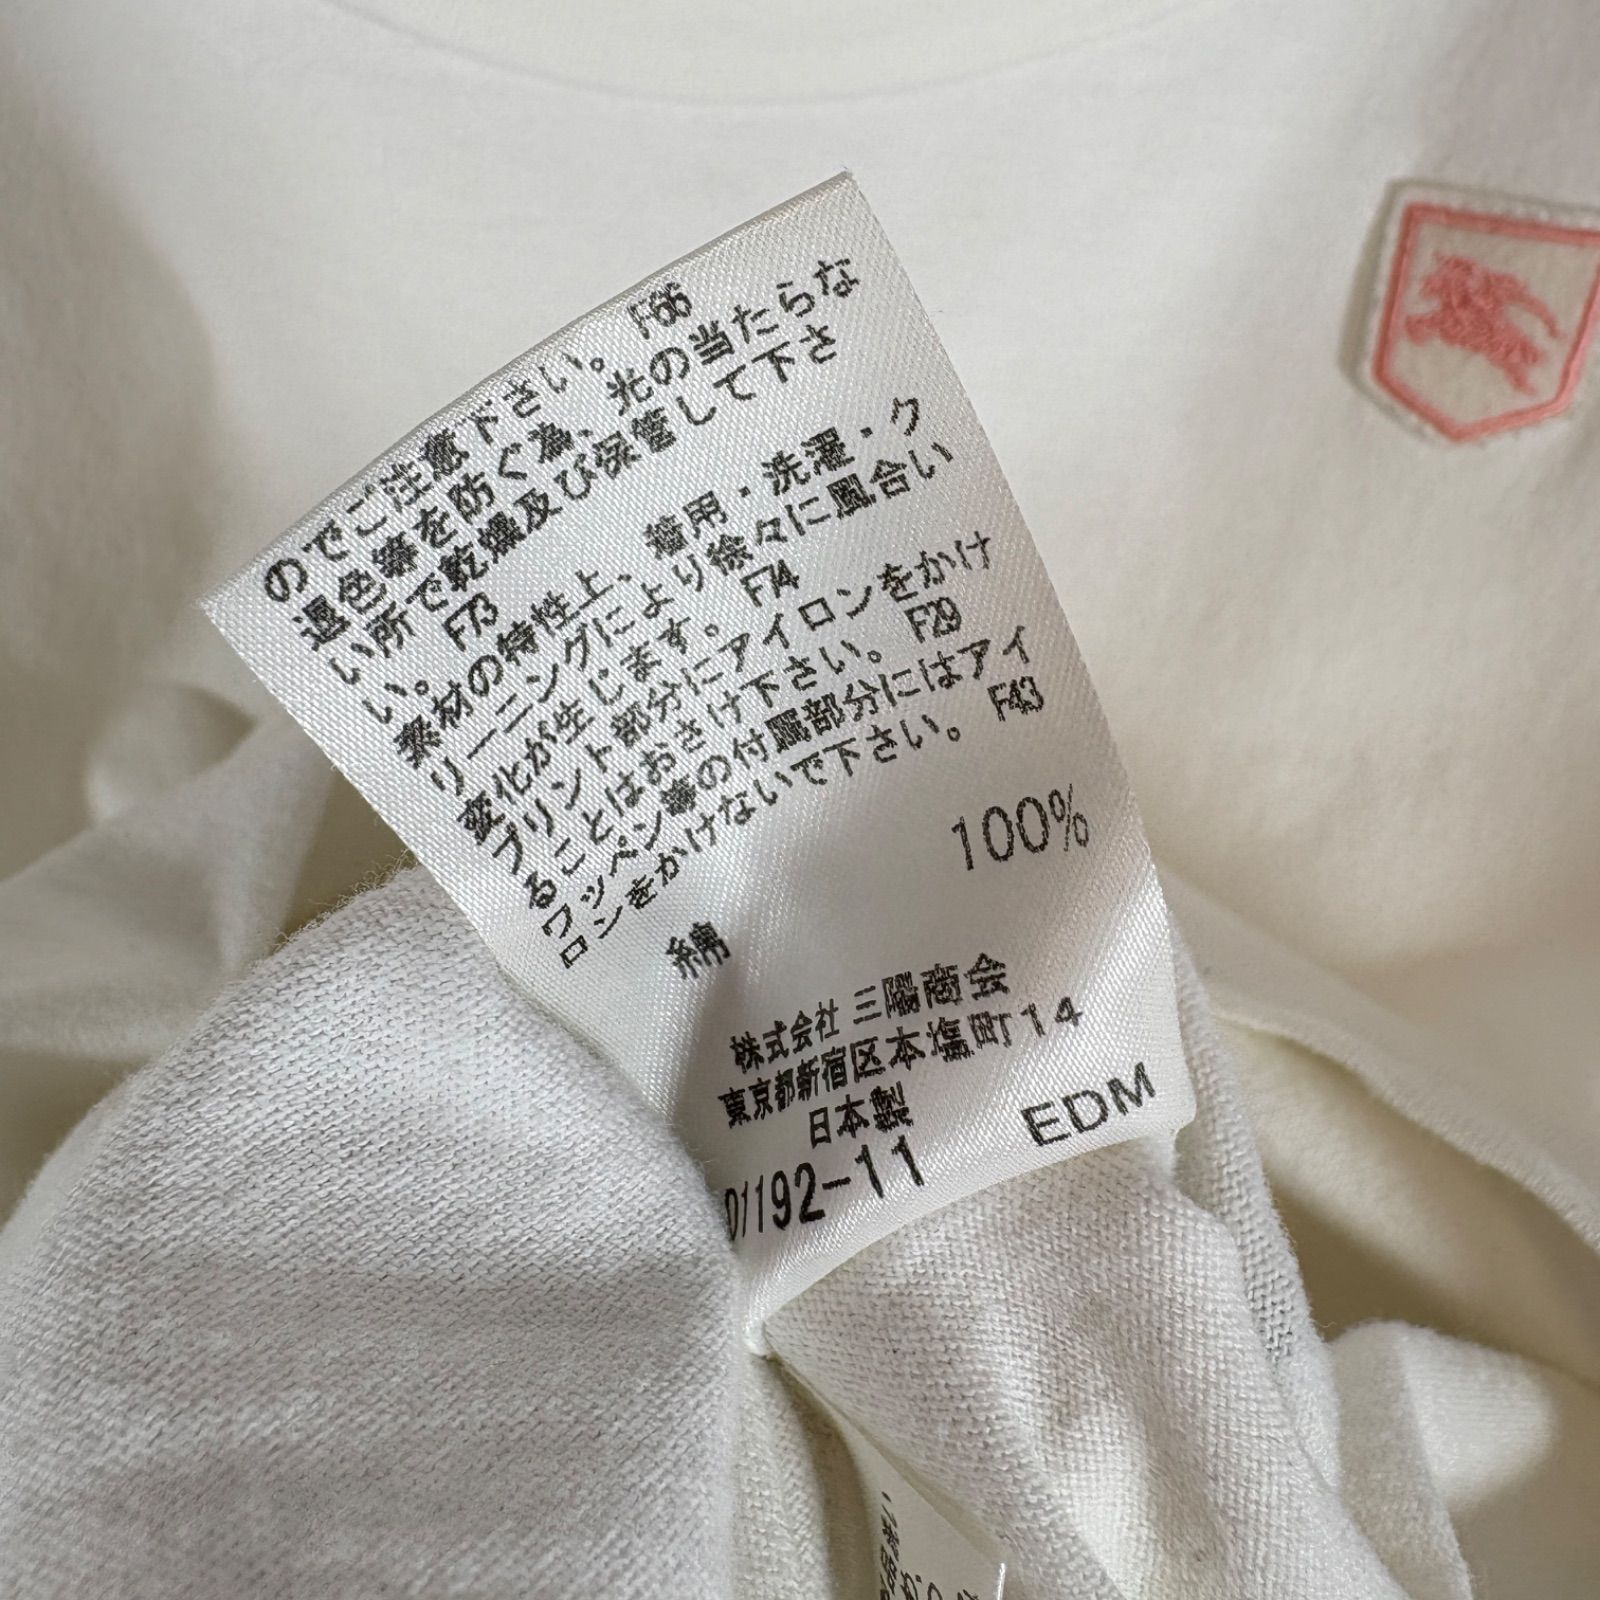 のでご注意下さい。 F66
退色等を防ぐ為、光の当たらな
い所で乾燥及び保管して下さ
い。 F73
素材の特性上、着用・洗濯・ク
リーニングにより徐々に風合い
変化が生じます。 F74
プリント部分にアイロンをかけ
ることはおさけ下さい。 F29
ワッペン等の付属部分にはアイ
ロンをかけないで下さい。 F43
綿 100%
株式会社 三陽商会
東京都新宿区本塩町14
日本製
EDM
192-11